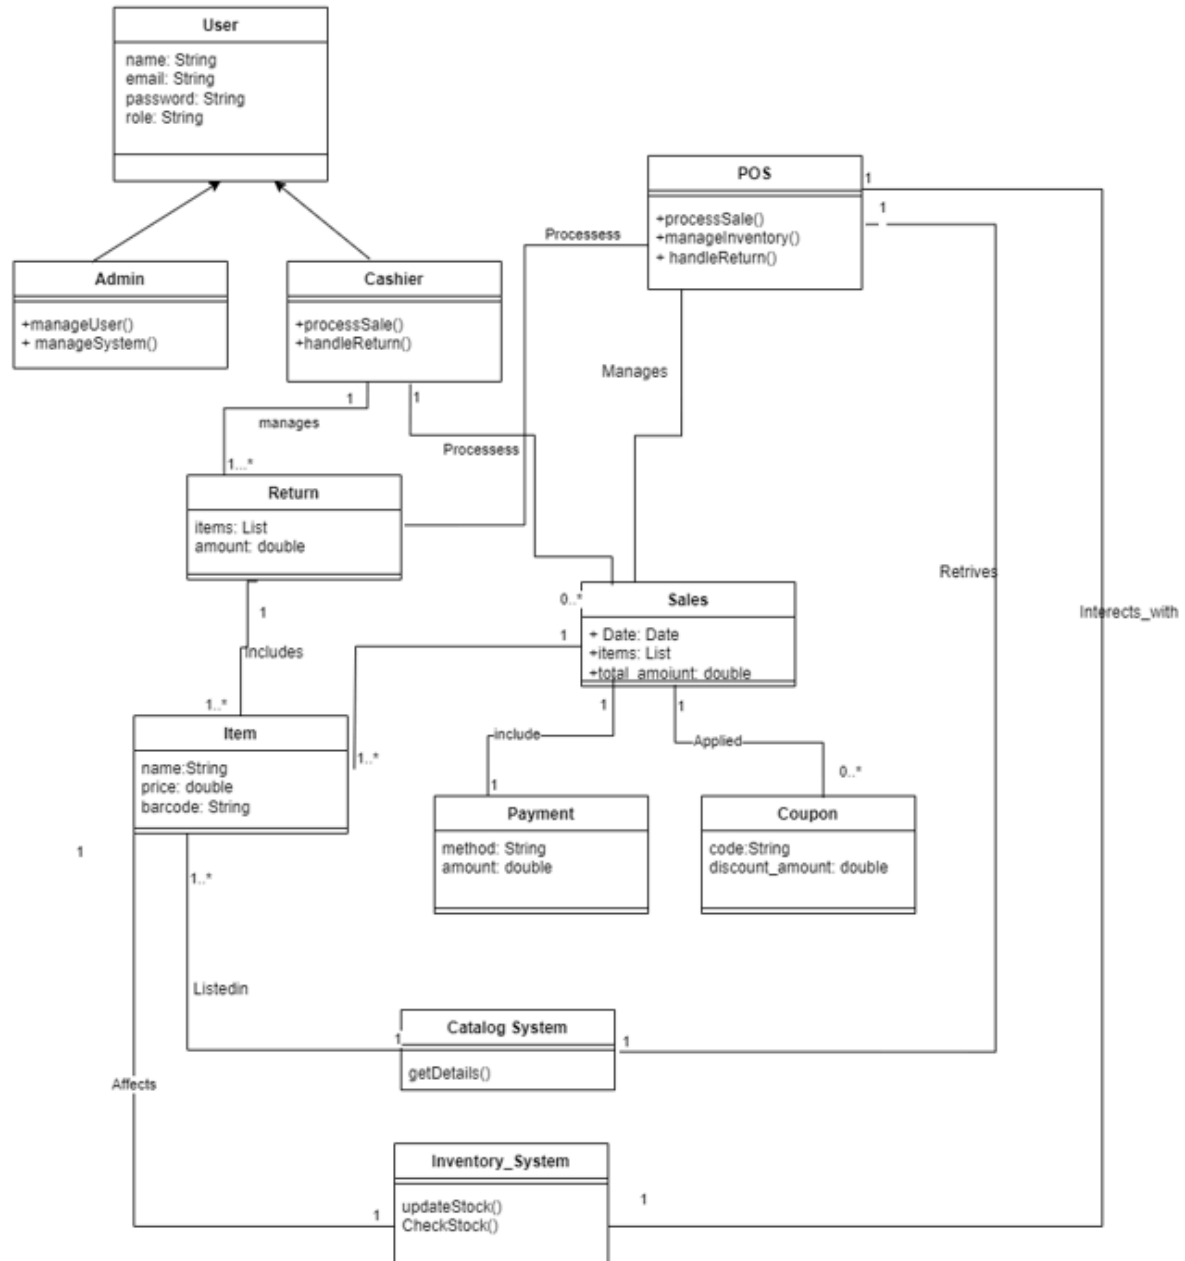 User
name: String
email: String
password: String
role: String
POS
+processSale()
+manageInventory()
+ handleReturn()
1
1
Processess
Admin
+manageUser()
+ manageSystem()
Cashier
+processSale()
+handleReturn()
Manages
1
1
manages
Processess
1...*
Return
items: List
amount: double
Retrives
Interects_with
0..*
Sales
+ Date: Date
+items: List
+total_amoiunt: double
1
1
Includes
1..*
1
1
include
Applied
Item
name:String
price: double
barcode: String
1..*
1
0..*
Payment
method: String
amount: double
Coupon
code:String
discount_amount: double
1
1..*
Listedin
Catalog System
getDetails()
1
1
Affects
Inventory_System
updateStock()
CheckStock()
1
1